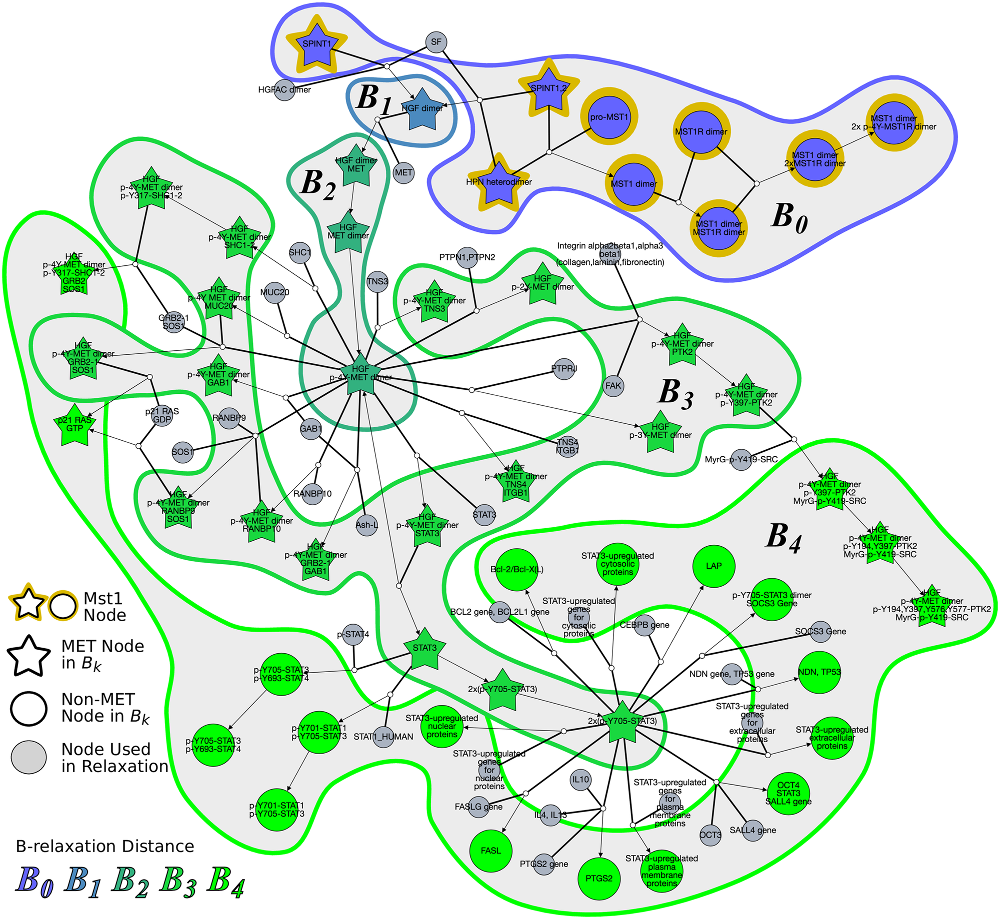 SPINT1
SF
HGFAC dimer
B1
HGF dimer
SPINT1,2
pro-MST1
MST1R dimer
MST1 dimer
2x p-4Y-MST1R dimer
MST1 dimer
2xMST1R dimer
HPN heterodimer
MST1 dimer
MST1 dimer
MST1R dimer
B0
HGF dimer
MET
MET
B2
HGF
MET dimer
HGF
p-4Y-MET dimer
p-Y317-SHC1-2
HGF
p-4Y-MET dimer
SHC1-2
HGF
p-4Y-MET dimer
p-Y317-SHC1-2
GRB2
SOS1
SHC1
PTPN1,PTPN2
Integrin alpha2beta1,alpha3
beta1
(collagen,laminin,fibronectin)
HGF
p-4Y MET dimer
MUC20
MUC20
TNS3
HGF
p-4Y-MET dimer
TNS3
HGF
p-2Y-MET dimer
GRB2-1
SOS1
HGF
p-4Y-MET dimer
GRB2-1
SOS1
HGF
p-4Y-MET dimer
GAB1
HGF
p-4Y-MET dimer
PTPRJ
FAK
HGF
p-4Y-MET dimer
PTK2
B3
HGF
p-4Y-MET dimer
p-Y397-PTK2
p21 RAS
GTP
p21 RAS
GDP
RANBP9
GAB1
SOS1
TNS4
ITGB1
HGF
p-3Y-MET dimer
MyrG-p-Y419-SRC
HGF
p-4Y-MET dimer
RANBP9
SOS1
HGF
p-4Y-MET dimer
RANBP10
RANBP10
Ash-L
HGF
p-4Y-MET dimer
GRB2-1
GAB1
HGF
p-4Y-MET dimer
STAT3
STAT3
HGF
p-4Y-MET dimer
TNS4
ITGB1
HGF
p-4Y-MET dimer
p-Y397-PTK2
MyrG-p-Y419-SRC
B4
HGF
p-4Y-MET dimer
p-Y194,Y397-PTK2
MyrG-p-Y419-SRC
HGF
p-4Y-MET dimer
p-Y194,Y397,Y576,Y577-PTK2
MyrG-p-Y419-SRC
Bcl-2/Bcl-X(L)
STAT3-upregulated
cytosolic
proteins
LAP
p-Y705-STAT3 dimer
SOCS3 Gene
BCL2 gene, BCL2L1 gene
STAT3-upregulated
genes
for
cytosolic
proteins
CEBPB gene
SOCS3 Gene
p-STAT4
STAT3
p-Y705-STAT3
p-Y693-STAT4
2x(p-Y705-STAT3)
NDN gene, TP53 gene
NDN, TP53
p-Y705-STAT3
p-Y693-STAT4
p-Y701-STAT1
p-Y705-STAT3
STAT1_HUMAN
STAT3-upregulated
nuclear
proteins
2x(p-Y705-STAT3)
STAT3-upregulated
genes
for
extracellular
proteins
STAT3-upregulated
extracellular
proteins
STAT3-upregulated
genes
for
nuclear
proteins
p-Y701-STAT1
p-Y705-STAT3
FASLG gene
IL10
IL4, IL13
STAT3-upregulated
genes
for
plasma
membrane
proteins
OCT4
STAT3
SALL4 gene
OCT3
SALL4 gene
FASL
PTGS2 gene
PTGS2
STAT3-upregulated
plasma
membrane
proteins
Mst1
Node
MET Node
in Bk
Non-MET
Node in Bk
Node Used
in Relaxation
B-relaxation Distance
B0 B1 B2 B3 B4